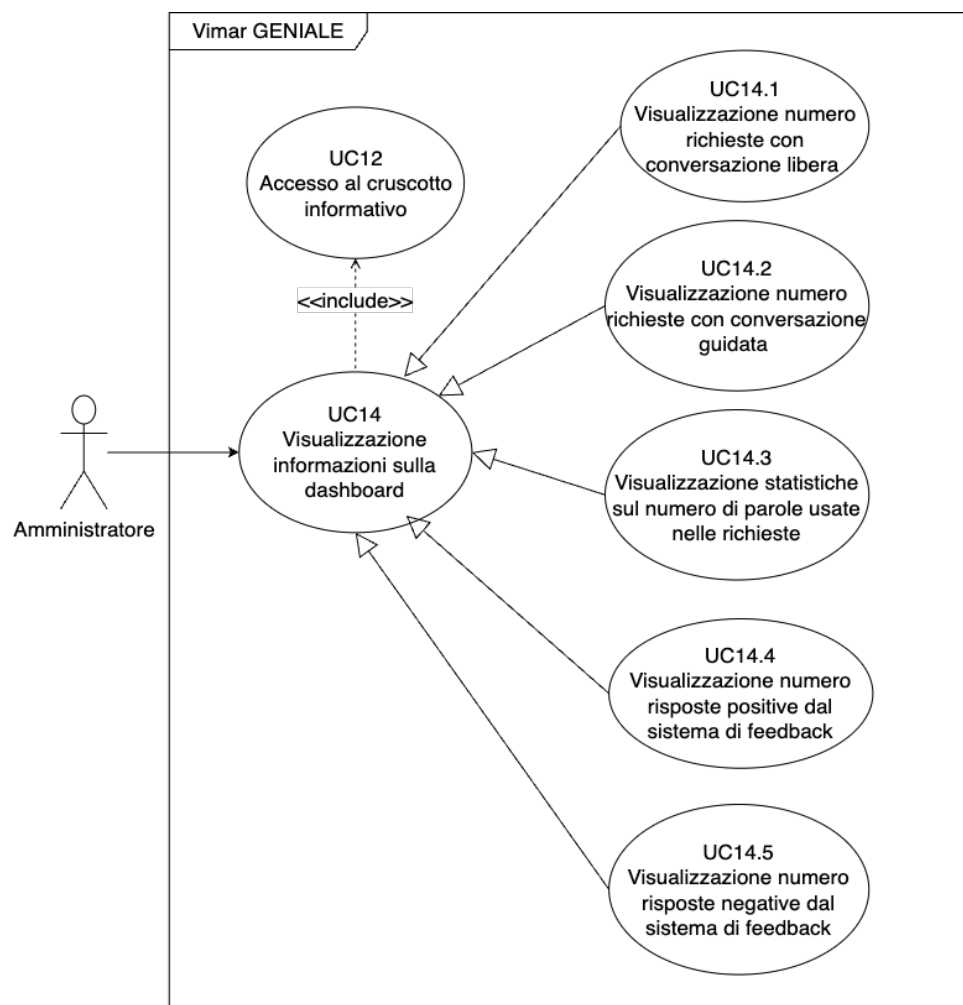 Vimar GENIALE
UC14.1
Visualizzazione numero
richieste con
conversazione libera
UC12
Accesso al cruscotto
informativo
<<include>>
UC14.2
Visualizzazione numero
richieste con conversazione
guidata
UC14
Visualizzazione
informazioni sulla
dashboard
Amministratore
UC14.3
Visualizzazione statistiche
sul numero di parole usate
nelle richieste
UC14.4
Visualizzazione numero
risposte positive dal
sistema di feedback
UC14.5
Visualizzazione numero
risposte negative dal
sistema di feedback